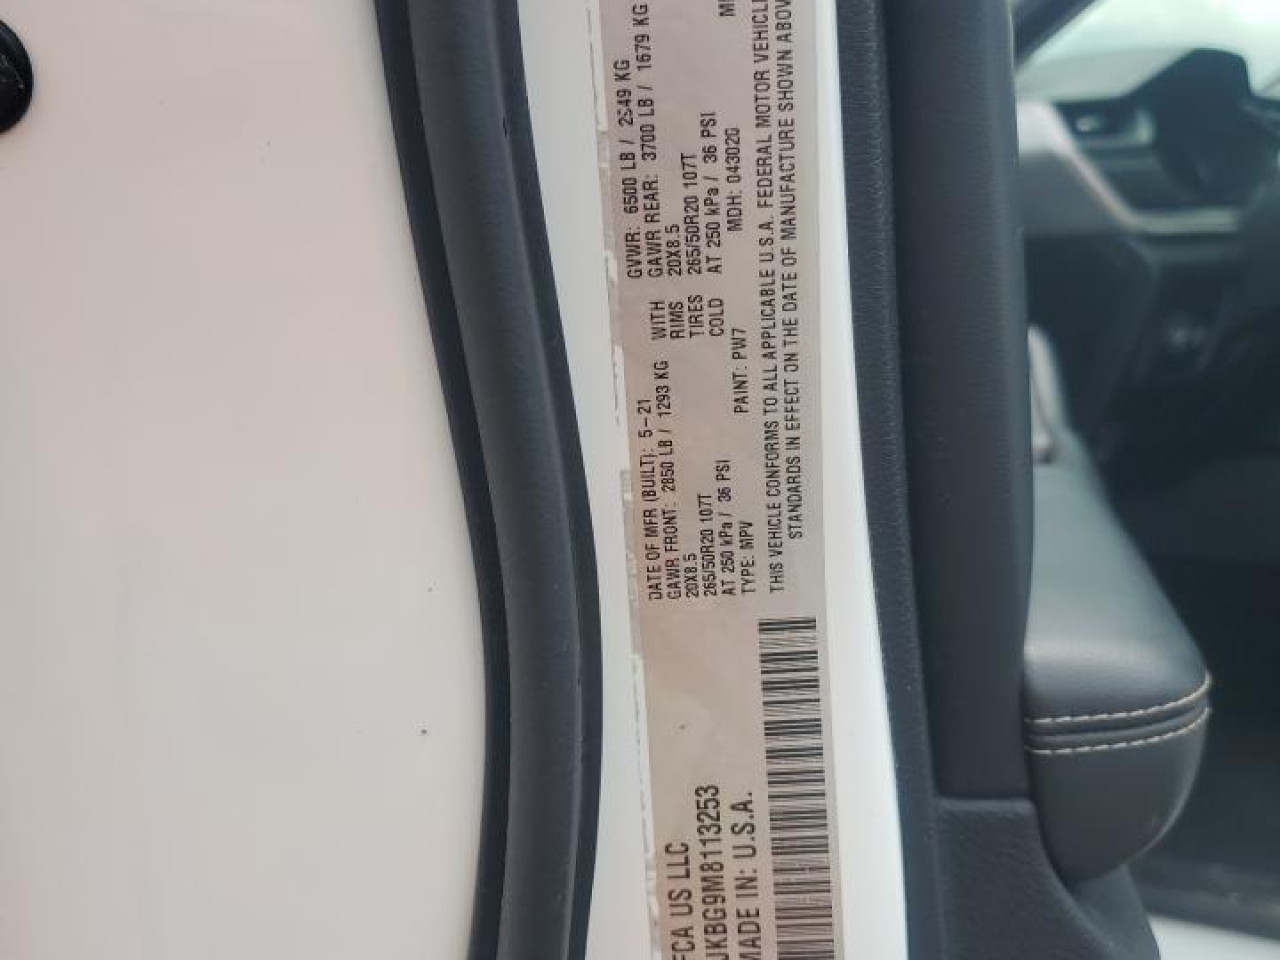 FCA US LLC
JKBG9M8113253
MADE IN: U.S.A.
DATE OF MFR (BUILT): 5-21
GVWR: 6500 LB / 2949 KG
GAWR FRONT: 2850 LB / 1293 KG WITH GAWR REAR: 3700 LB / 1679 KG
20X8.5 RIMS 20X8.5
265/50R20 107T TIRES 265/50R20 107T
AT 250 kPa / 36 PSI COLD AT 250 kPa / 36 PSI
TYPE: MPV PAINT: PW7 MDH: 043020
THIS VEHICLE CONFORMS TO ALL APPLICABLE U.S.A. FEDERAL MOTOR
STANDARDS IN EFFECT ON THE DATE OF MANUFACTURE SHOWN